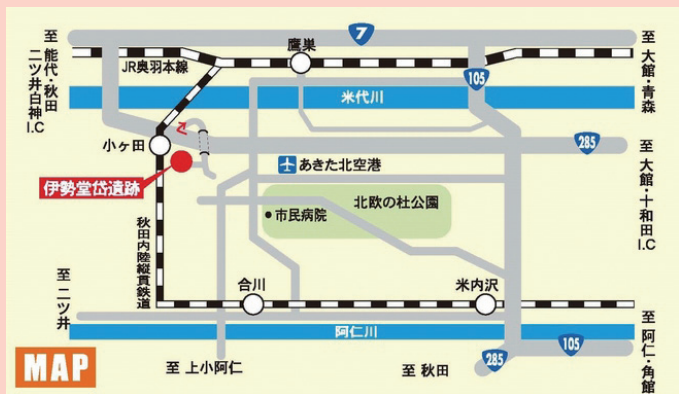 至 能代・秋田
二ツ井白神I.C
7
至 大館・青森
鷹巣
JR奥羽本線
105
米代川
小ヶ田
285
至 大館・十和田I.C
あきた北空港
伊勢堂岱遺跡
北欧の杜公園
市民病院
秋田内陸縦貫鉄道
至 二ツ井
合川
米内沢
阿仁川
至 阿仁・角館
105
MAP
至 上小阿仁
至 秋田
285